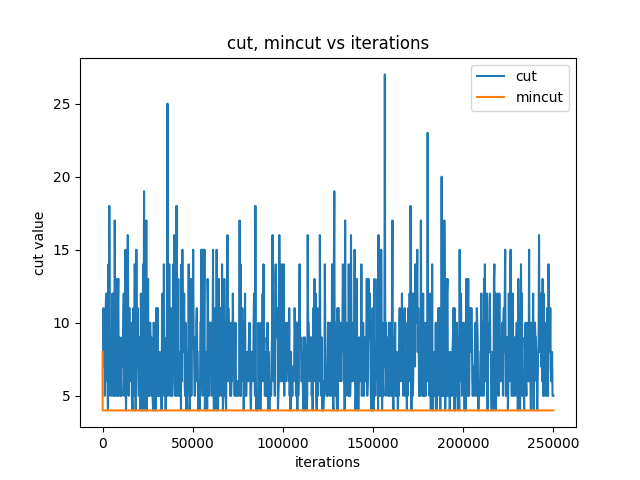 cut, mincut vs iterations
cut
mincut
25
20
15
10
5
cut value
0
50000
100000
150000
200000
250000
iterations